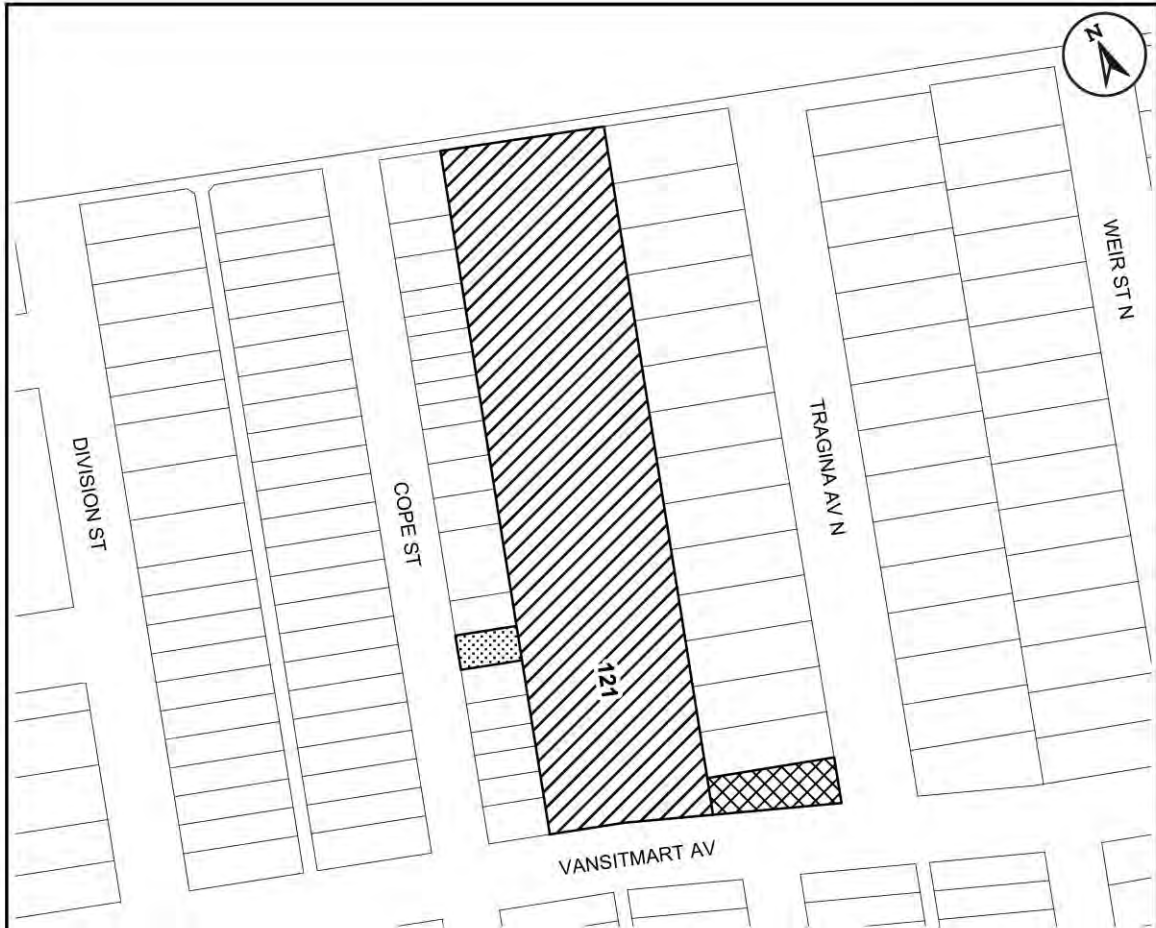 N
WEIR ST N
TRAGINA AV N
DIVISION ST
COPE ST
121
VANSITMART AV